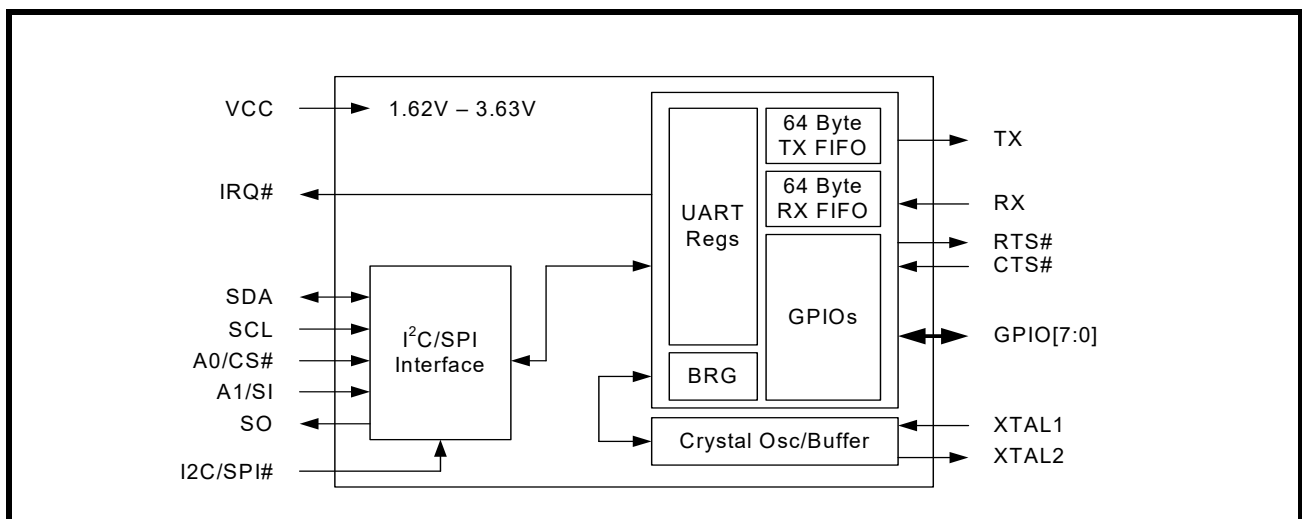 VCC
1.62V – 3.63V
IRQ#
SDA
SCL
A0/CS#
A1/SI
SO
I2C/SPI#
I²C/SPI
Interface
UART
Regs
64 Byte
TX FIFO
64 Byte
RX FIFO
GPIOs
BRG
Crystal Osc/Buffer
TX
RX
RTS#
CTS#
GPIO[7:0]
XTAL1
XTAL2